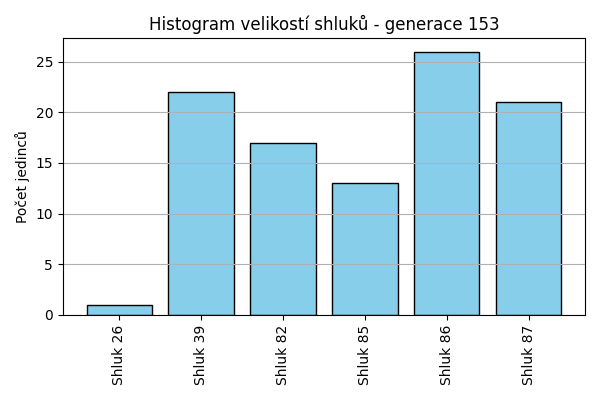 Histogram velikostí shluků - generace 153
Počet jedinců
25
20
15
10
5
0
Shluk 26
Shluk 39
Shluk 82
Shluk 85
Shluk 86
Shluk 87